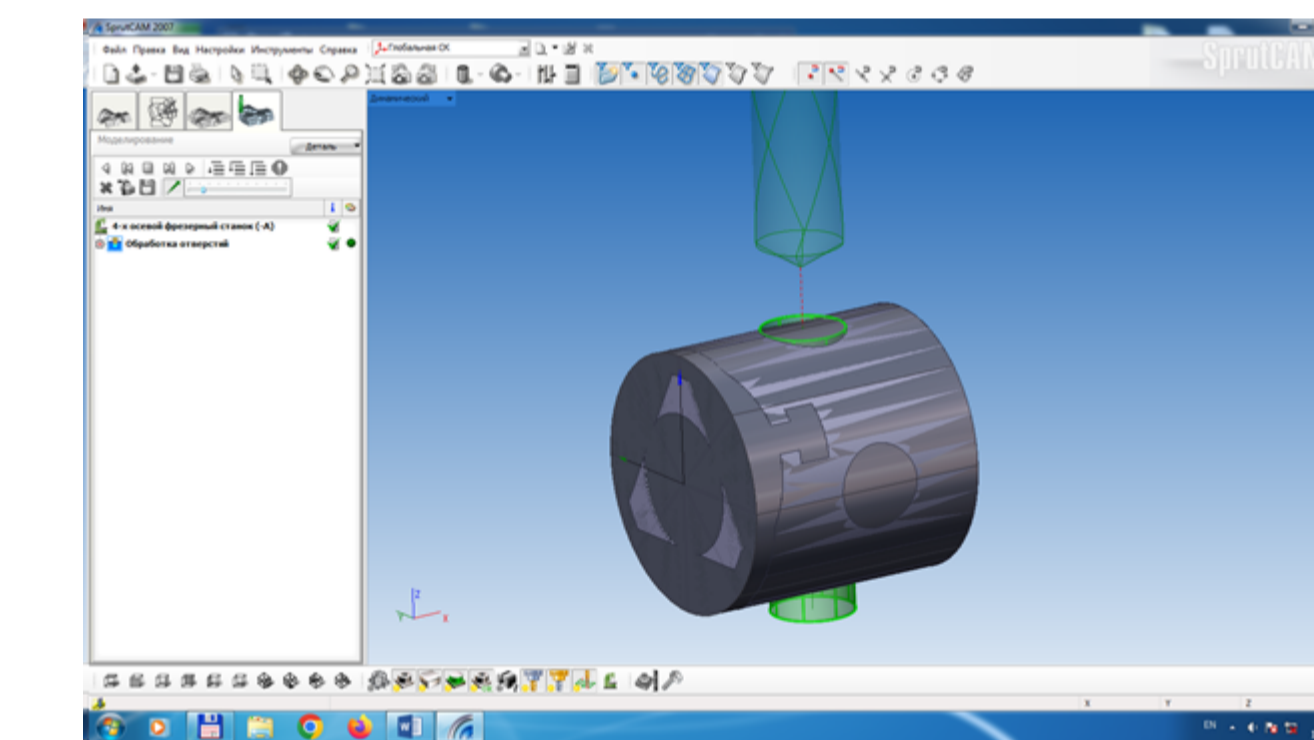 SprutCAM 2007
Файл Правка Вид Настройки Инструменты Справка
Глобальная СК
SprutCAM
Динамический
Моделирование
Деталь
Имя
4-х осевой фрезерный станок (-A)
Обработка отверстий
Z
Y
X
X Y Z
EN